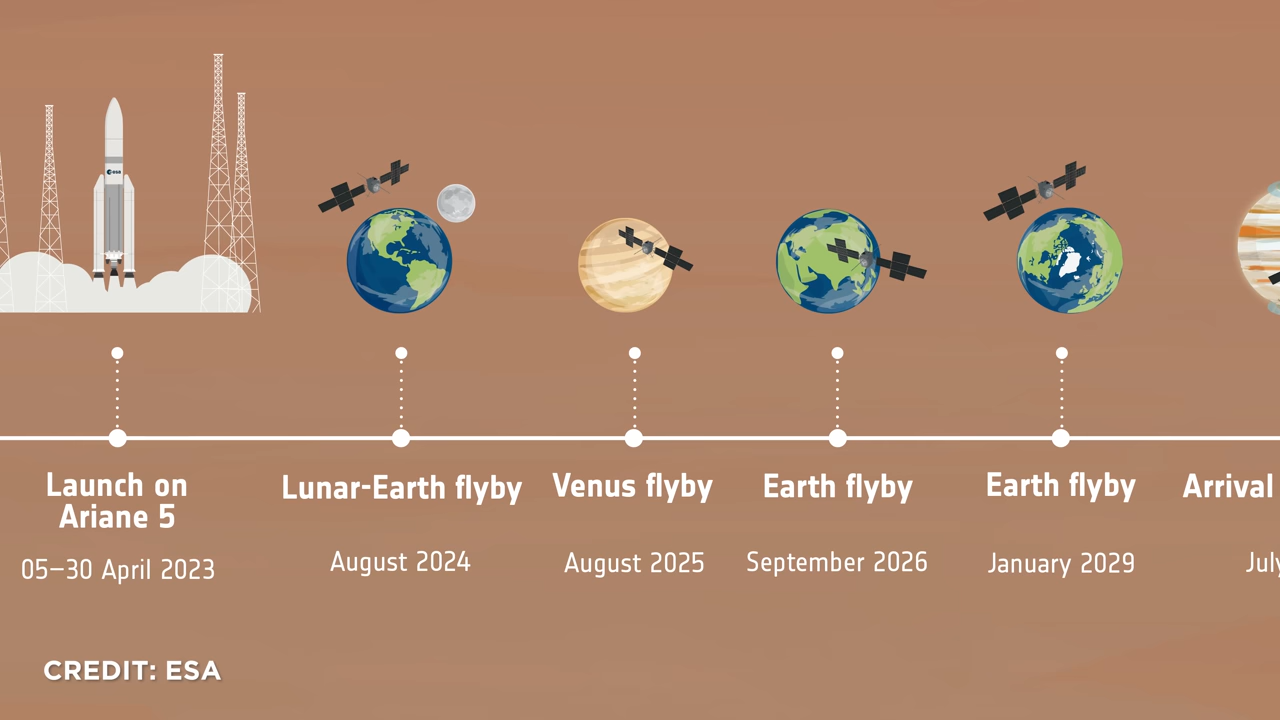 esa
Launch on
Ariane 5
05–30 April 2023
Lunar-Earth flyby
August 2024
Venus flyby
August 2025
Earth flyby
September 2026
Earth flyby
January 2029
Arrival
July
CREDIT: ESA